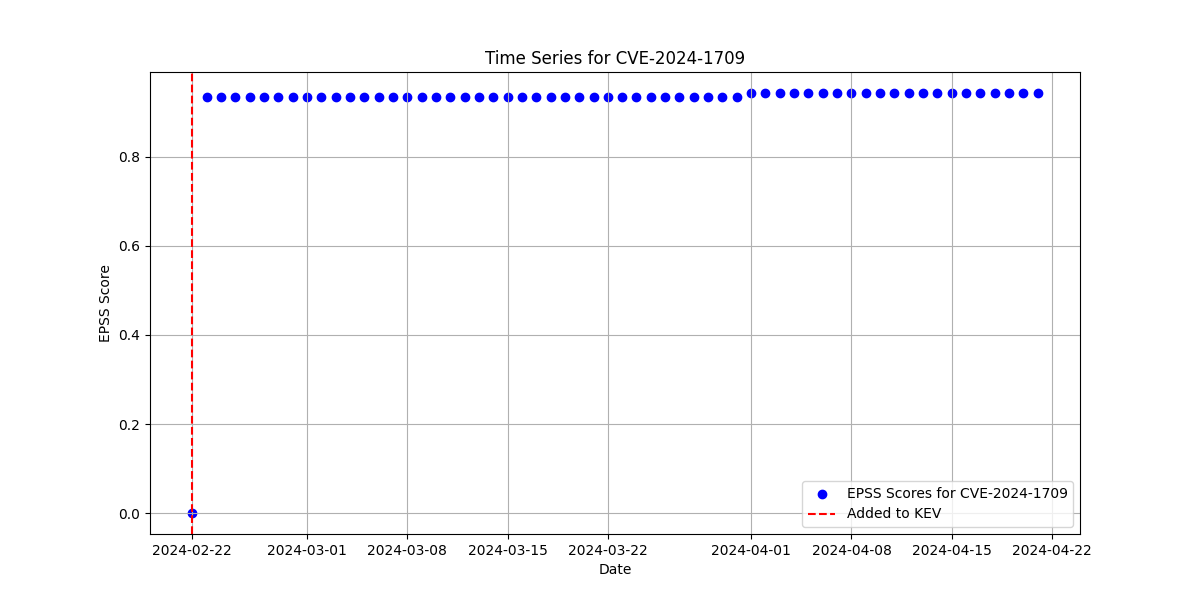 Time Series for CVE-2024-1709
EPSS Score
0.8
0.6
0.4
0.2
0.0
EPSS Scores for CVE-2024-1709
Added to KEV
2024-02-22 2024-03-01 2024-03-08 2024-03-15 2024-03-22 2024-04-01 2024-04-08 2024-04-15 2024-04-22
Date